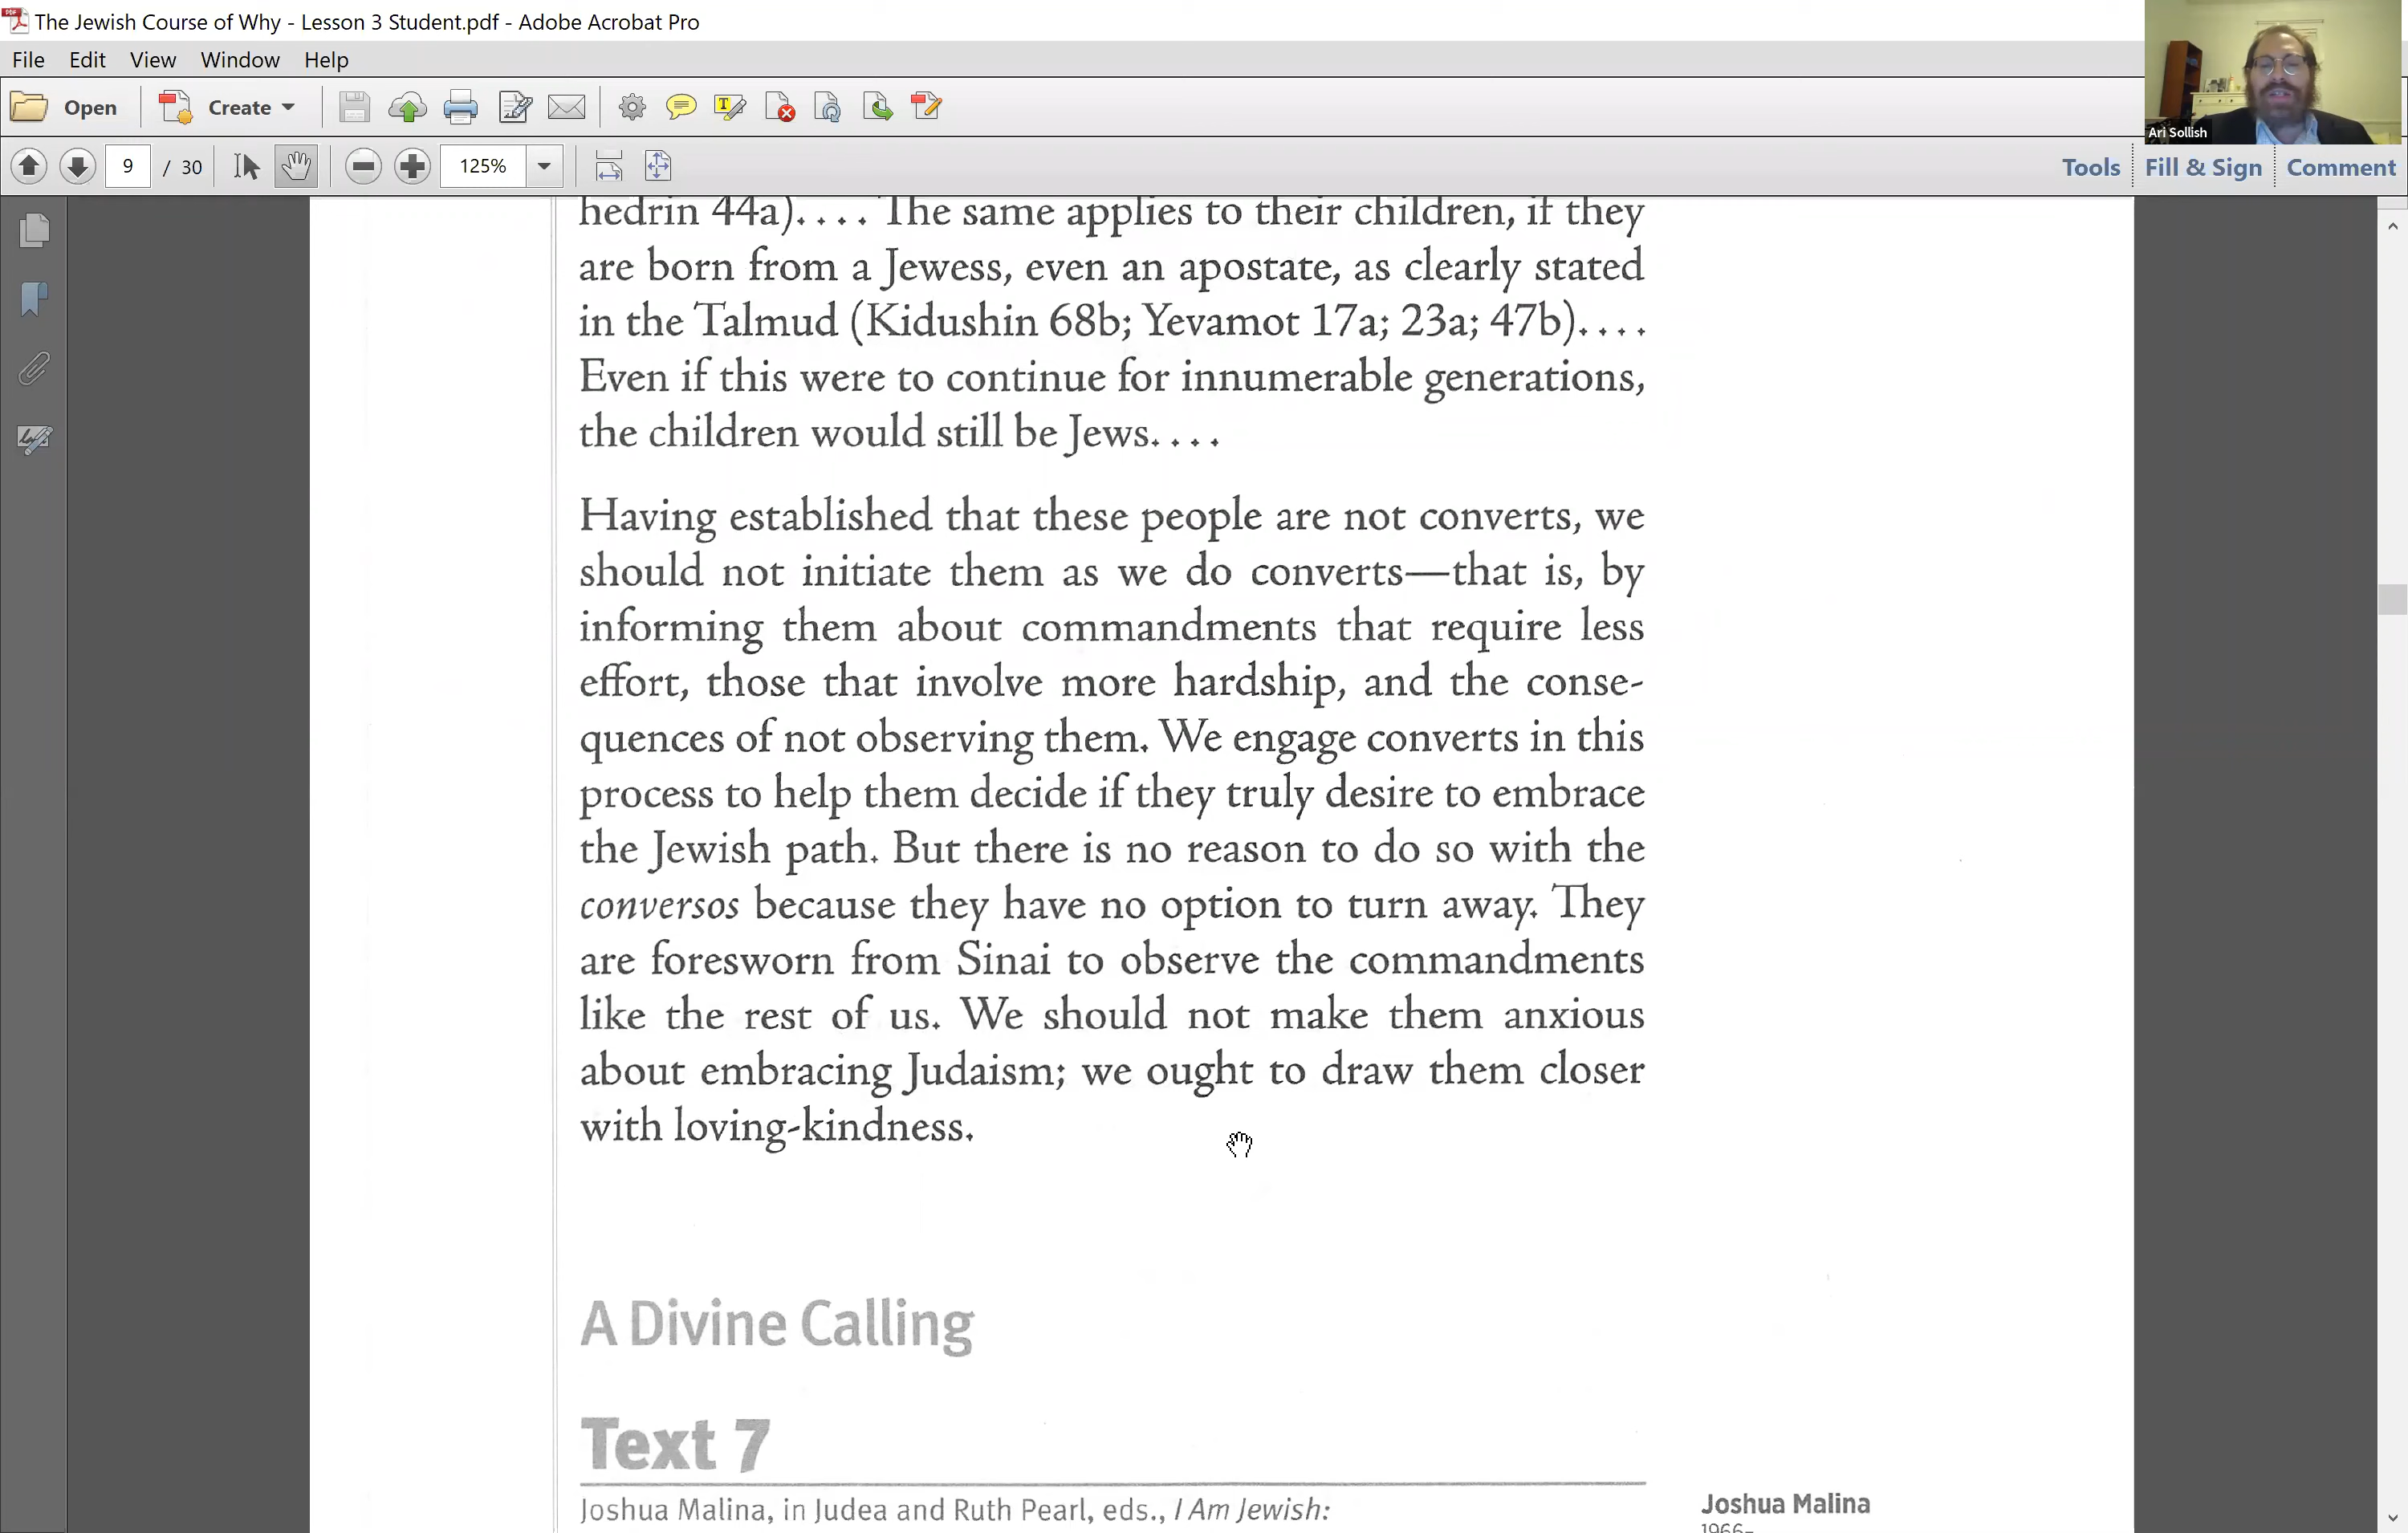 The Jewish Course of Why - Lesson 3 Student.pdf - Adobe Acrobat Pro
File Edit View Window Help
Open Create
Ari Sollish
9 / 30 125% Tools Fill & Sign Comment
hedrin 44a). . . . The same applies to their children, if they
are born from a Jewess, even an apostate, as clearly stated
in the Talmud (Kidushin 68b; Yevamot 17a; 23a; 47b). . . .
Even if this were to continue for innumerable generations,
the children would still be Jews. . . .
Having established that these people are not converts, we
should not initiate them as we do converts—that is, by
informing them about commandments that require less
effort, those that involve more hardship, and the conse-
quences of not observing them. We engage converts in this
process to help them decide if they truly desire to embrace
the Jewish path. But there is no reason to do so with the
conversos because they have no option to turn away. They
are foresworn from Sinai to observe the commandments
like the rest of us. We should not make them anxious
about embracing Judaism; we ought to draw them closer
with loving-kindness.
A Divine Calling
Text 7
Joshua Malina, in Judea and Ruth Pearl, eds., I Am Jewish:
Joshua Malina
1966–